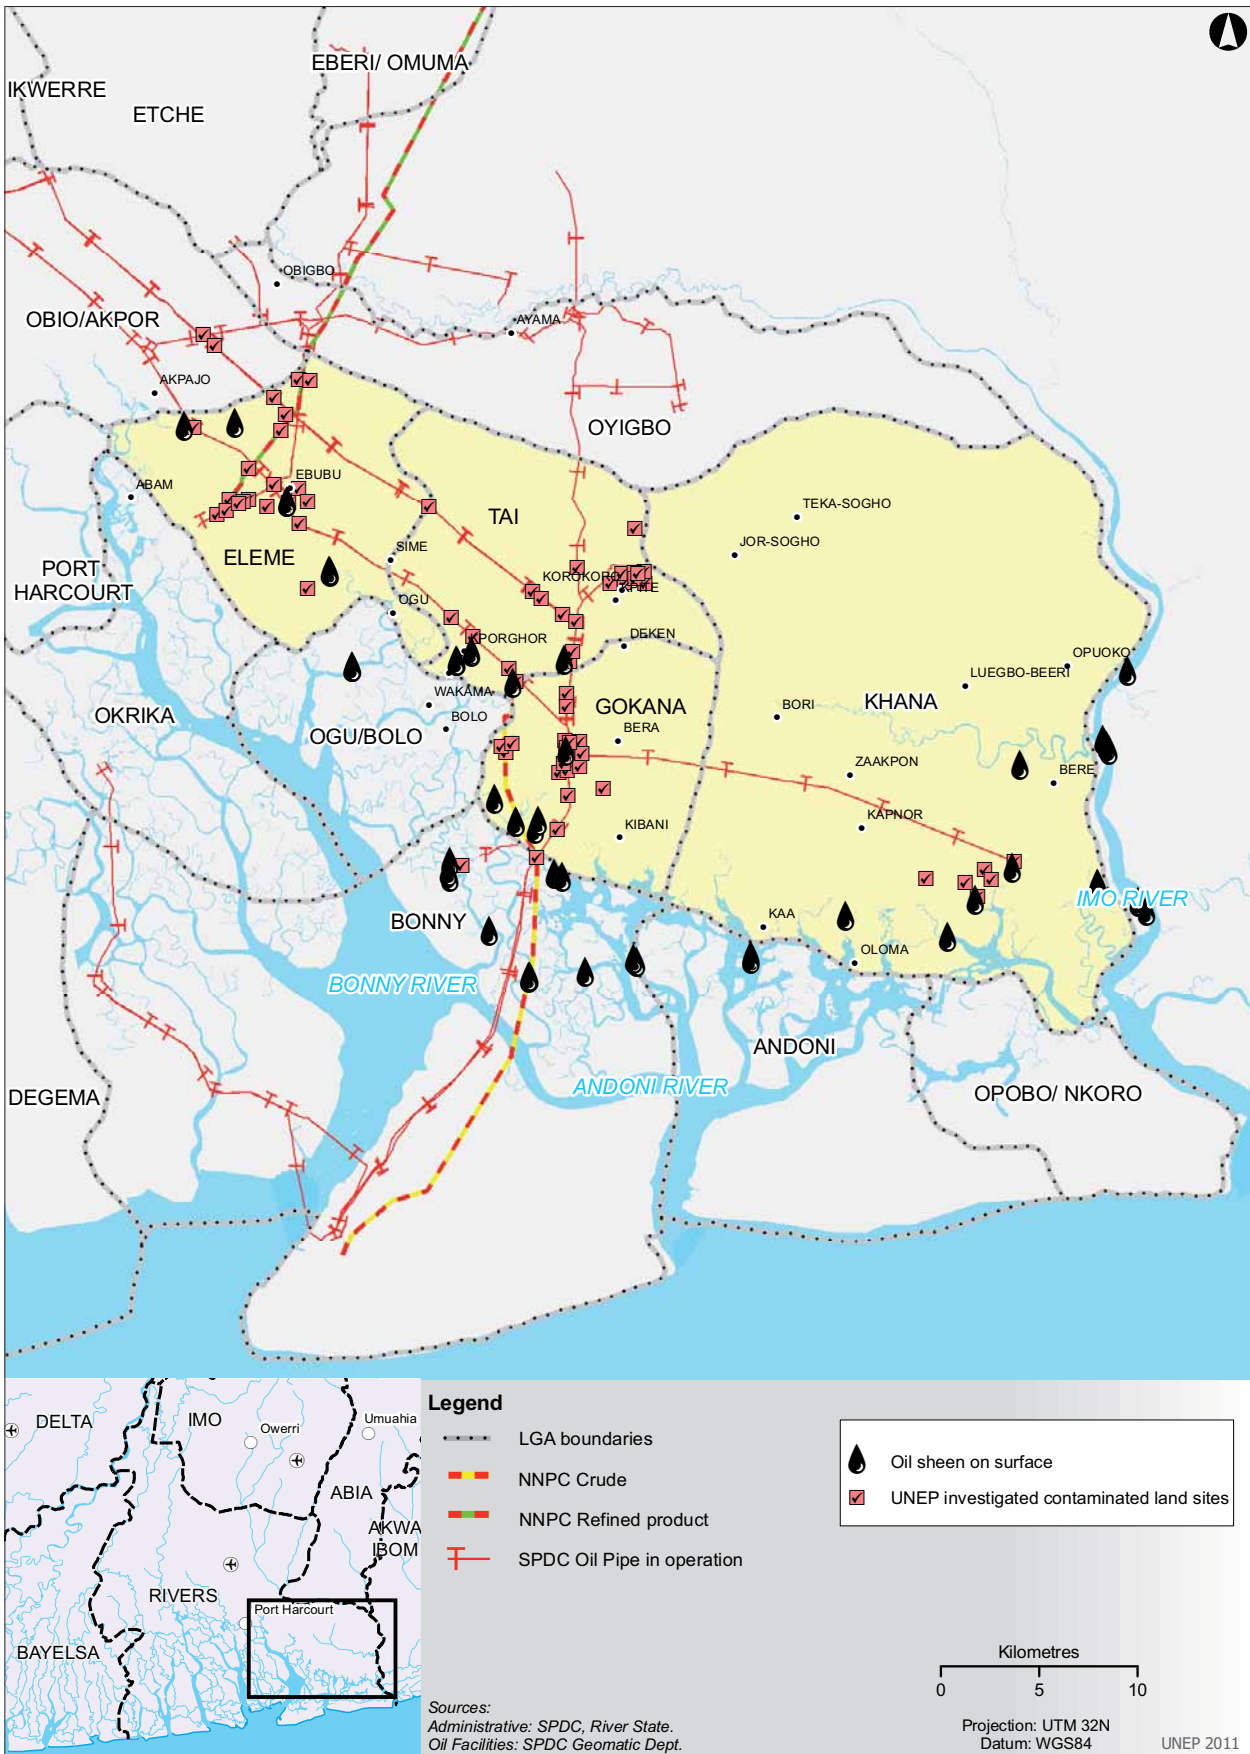 EBERI/ OMUMA
IKWERRE
ETCHE
OBIGBO
OBIO/AKPOR
AYAMA
AKPAJO
OYIGBO
EBUBU
ABAM
TEKA-SOGHO
TAI
JOR-SOGHO
SIME
ELEME
PORT
HARCOURT
KOROKORO
KPITE
OGU
DEKEN
KPORGHOR
OPUOKO
LUEGBO-BEERI
WAKAMA
GOKANA
KHANA
BORI
OKRIKA
BOLO
OGU/BOLO
BERA
ZAAKPON
BERE
KAPNOR
KIBANI
IMO RIVER
BONNY
KAA
OLOMA
BONNY RIVER
ANDONI
ANDONI RIVER
DEGEMA
OPOBO/ NKORO
DELTA
IMO
Owerri
Umuahia
ABIA
AKWA
IBOM
RIVERS
Port Harcourt
BAYELSA
Legend
LGA boundaries
NNPC Crude
NNPC Refined product
SPDC Oil Pipe in operation
Oil sheen on surface
UNEP investigated contaminated land sites
Kilometres
0 5 10
Sources:
Administrative: SPDC, River State.
Oil Facilities: SPDC Geomatic Dept.
Projection: UTM 32N
Datum: WGS84
UNEP 2011